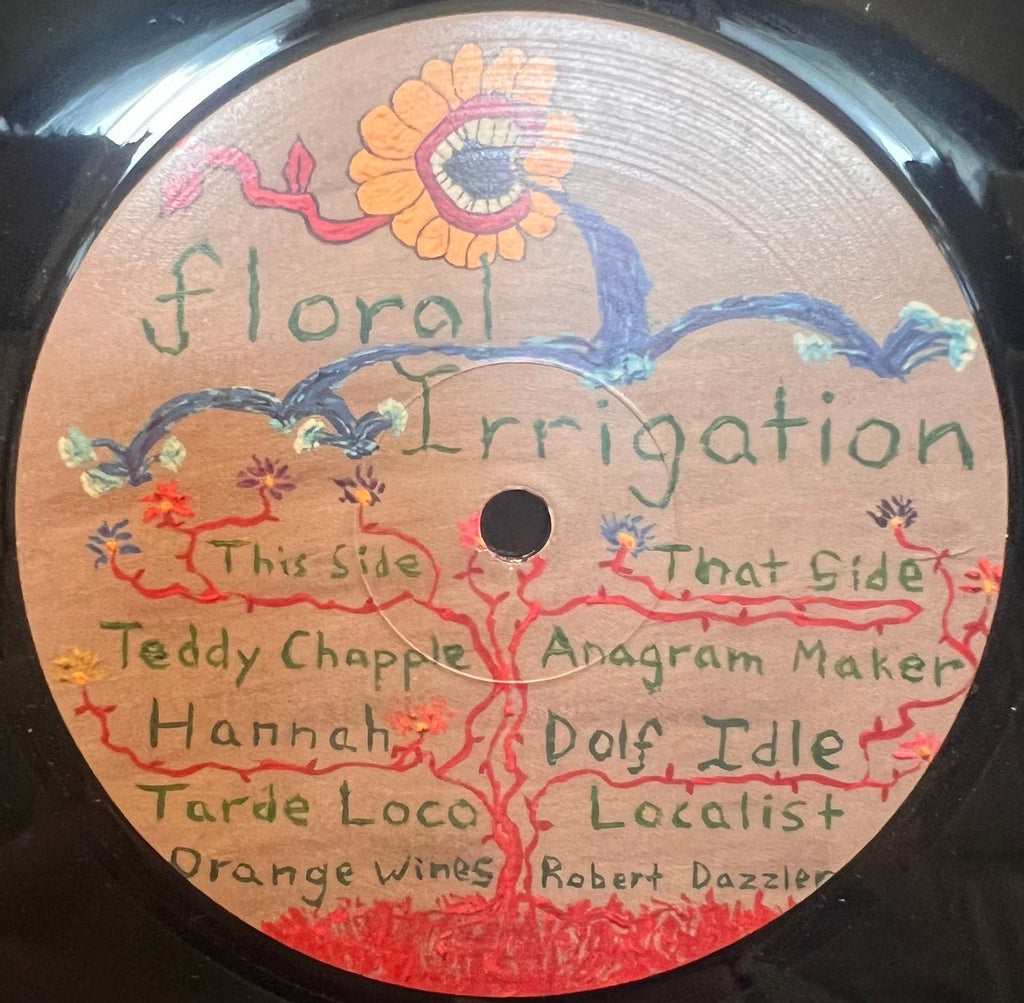 floral
Irrigation
This Side
Teddy Chapple
Hannah
Tarde Loco
Orange Wines
That Side
Anagram Maker
Dolf Idle
Localist
Robert Dazzler